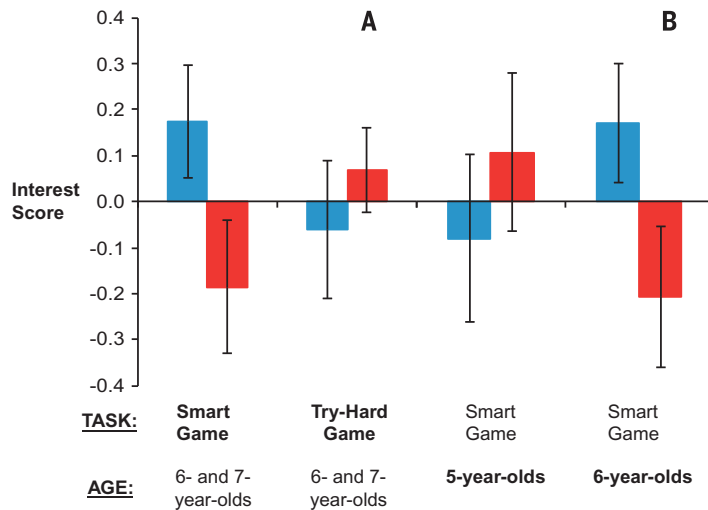 A
B
0.4
0.3
0.2
0.1
0.0
-0.1
-0.2
-0.3
-0.4
Interest
Score
TASK:
Smart
Game
Try-Hard
Game
Smart
Game
Smart
Game
AGE:
6- and 7-
year-olds
6- and 7-
year-olds
5-year-olds
6-year-olds